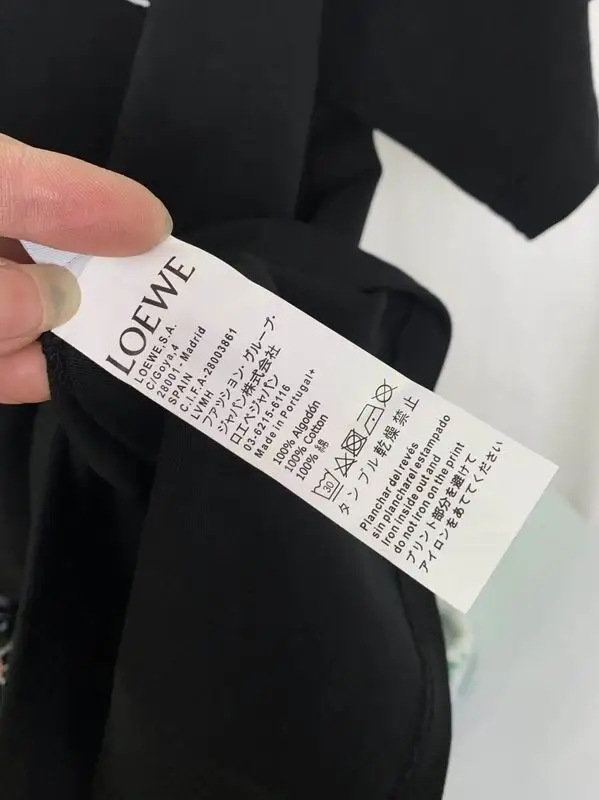 LOEWE
LOEWE,S.A.
C/Goya,4
28001-Madrid
SPAIN
C.I.F.A-28003861
LVMH
ファッション・グループ・
ジャパン株式会社
ロエベジャパン
03-6215-6116
Made in Portugal+
100% Algodón
100% Cotton
100% 綿
30
タンブル乾燥禁止
Planchar del revés
sin plancharel estampado
Iron inside out and
do not iron on the print
プリント部分を避けて
アイロンをあててください